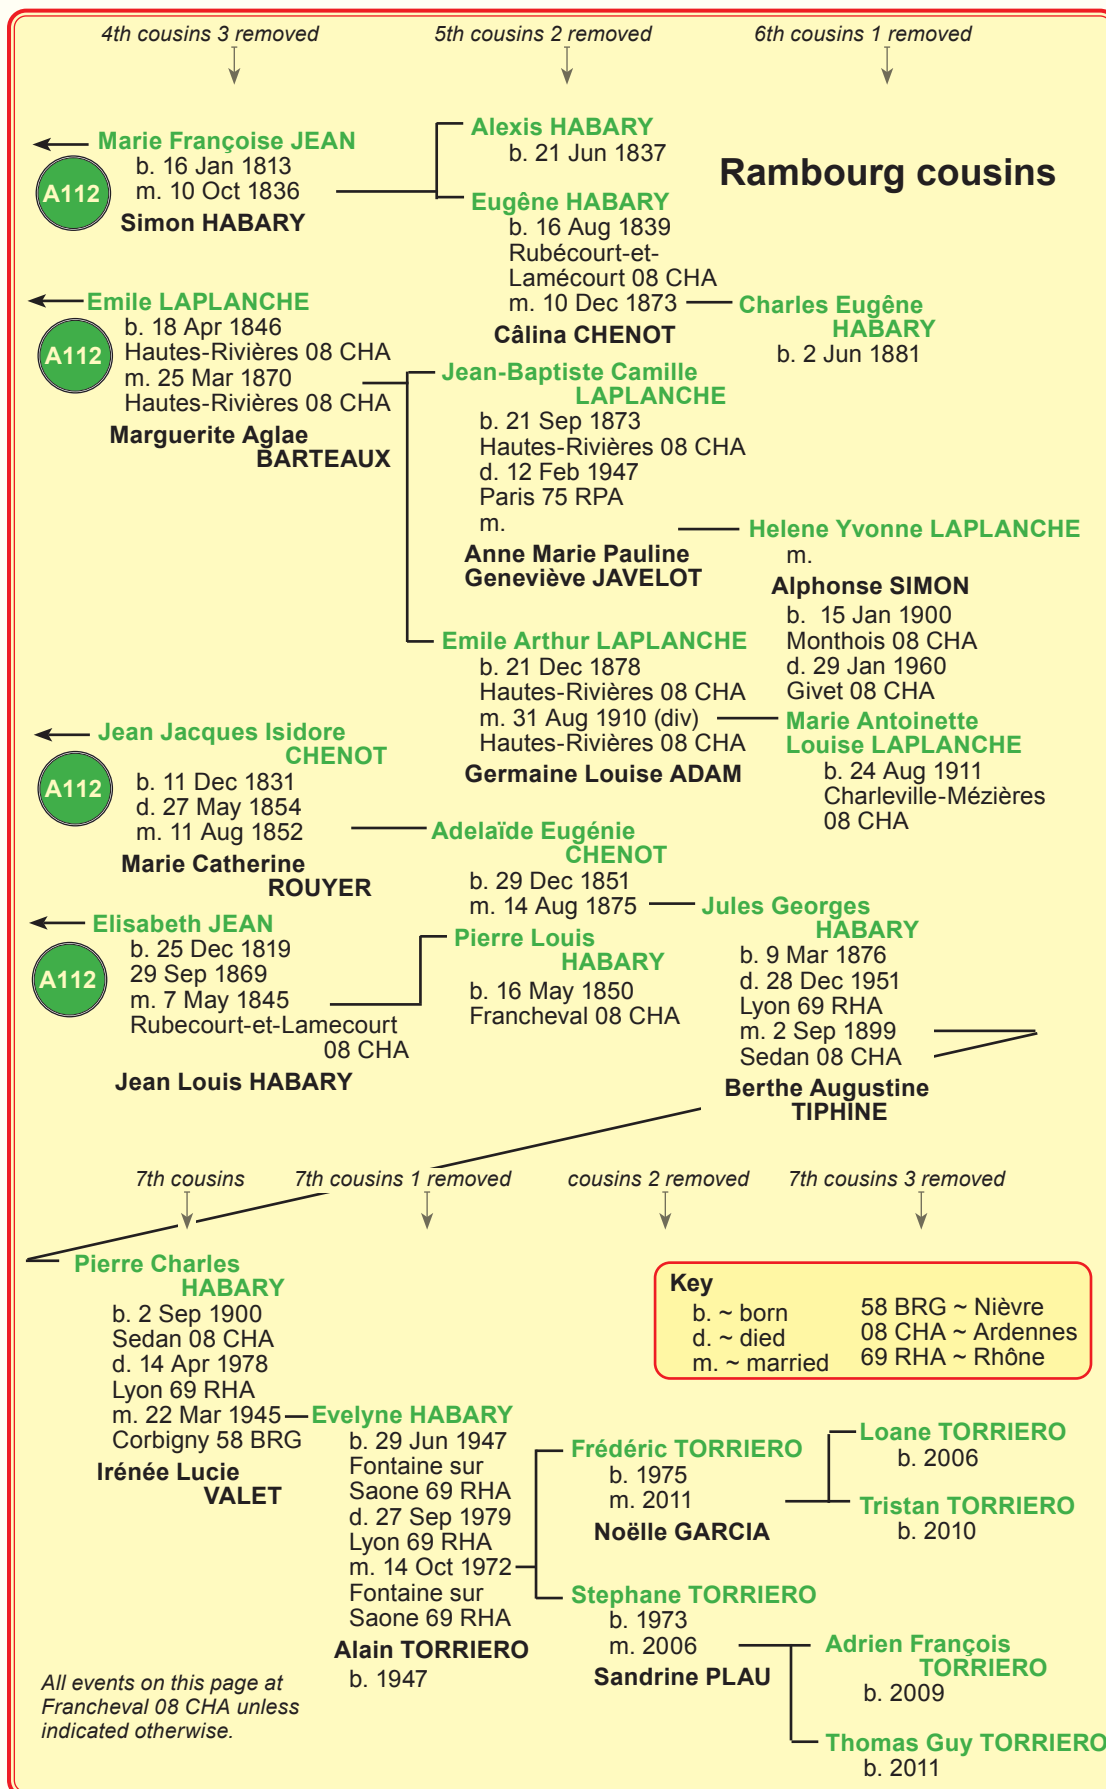 4th cousins 3 removed
5th cousins 2 removed
6th cousins 1 removed
Rambourg cousins
Marie Françoise JEAN
b. 16 Jan 1813
m. 10 Oct 1836
A112
Simon HABARY
Alexis HABARY
b. 21 Jun 1837
Eugêne HABARY
b. 16 Aug 1839
Rubécourt-et-
Lamécourt 08 CHA
m. 10 Dec 1873
Câlina CHENOT
Charles Eugêne
HABARY
b. 2 Jun 1881
Emile LAPLANCHE
b. 18 Apr 1846
Hautes-Rivières 08 CHA
A112
m. 25 Mar 1870
Hautes-Rivières 08 CHA
Marguerite Aglae
BARTEAUX
Jean-Baptiste Camille
LAPLANCHE
b. 21 Sep 1873
Hautes-Rivières 08 CHA
d. 12 Feb 1947
Paris 75 RPA
m.
Anne Marie Pauline
Geneviève JAVELOT
Helene Yvonne LAPLANCHE
m.
Alphonse SIMON
b.  15 Jan 1900
Monthois 08 CHA
d. 29 Jan 1960
Givet 08 CHA
Emile Arthur LAPLANCHE
b. 21 Dec 1878
Hautes-Rivières 08 CHA
m. 31 Aug 1910 (div)
Hautes-Rivières 08 CHA
Germaine Louise ADAM
Marie Antoinette
Louise LAPLANCHE
b. 24 Aug 1911
Charleville-Mézières
08 CHA
Jean Jacques Isidore
CHENOT
A112
b. 11 Dec 1831
d. 27 May 1854
m. 11 Aug 1852
Marie Catherine
ROUYER
Adelaïde Eugénie
CHENOT
b. 29 Dec 1851
m. 14 Aug 1875
Elisabeth JEAN
b. 25 Dec 1819
29 Sep 1869
A112
m. 7 May 1845
Rubecourt-et-Lamecourt
08 CHA
Jean Louis HABARY
Pierre Louis
HABARY
b. 16 May 1850
Francheval 08 CHA
Jules Georges
HABARY
b. 9 Mar 1876
d. 28 Dec 1951
Lyon 69 RHA
m. 2 Sep 1899
Sedan 08 CHA
Berthe Augustine
TIPHINE
7th cousins
7th cousins 1 removed
cousins 2 removed
7th cousins 3 removed
Pierre Charles
HABARY
b. 2 Sep 1900
Sedan 08 CHA
d. 14 Apr 1978
Lyon 69 RHA
m. 22 Mar 1945
Corbigny 58 BRG
Irénée Lucie
VALET
Key
b. ~ born
d. ~ died
m. ~ married
58 BRG ~ Nièvre
08 CHA ~ Ardennes
69 RHA ~ Rhône
Evelyne HABARY
b. 29 Jun 1947
Fontaine sur
Saone 69 RHA
d. 27 Sep 1979
Lyon 69 RHA
m. 14 Oct 1972
Fontaine sur
Saone 69 RHA
Alain TORRIERO
b. 1947
Frédéric TORRIERO
b. 1975
m. 2011
Noëlle GARCIA
Loane TORRIERO
b. 2006
Tristan TORRIERO
b. 2010
Stephane TORRIERO
b. 1973
m. 2006
Sandrine PLAU
Adrien François
TORRIERO
b. 2009
Thomas Guy TORRIERO
b. 2011
All events on this page at
Francheval 08 CHA unless
indicated otherwise.